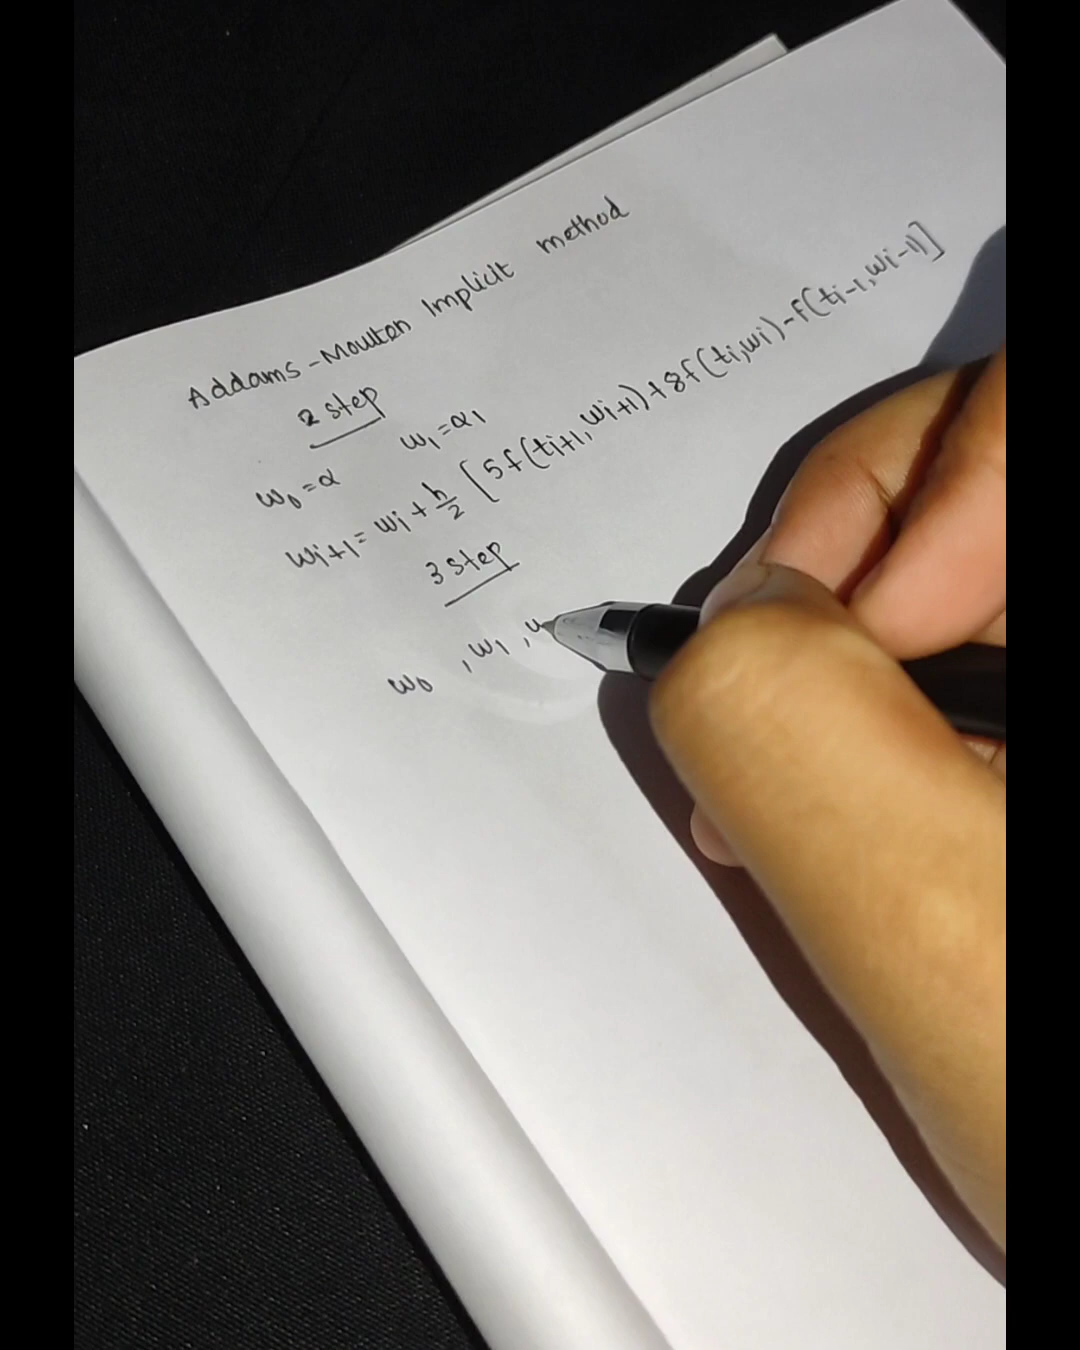 Addams-Moulton Implicit method
2 step
w₀=α w₁=α₁
wi+1=wi+h/2[5f(ti+1,wi+1)+8f(ti,wi)-f(ti-1,wi-1)]
3 step
w₀ ,w₁ ,